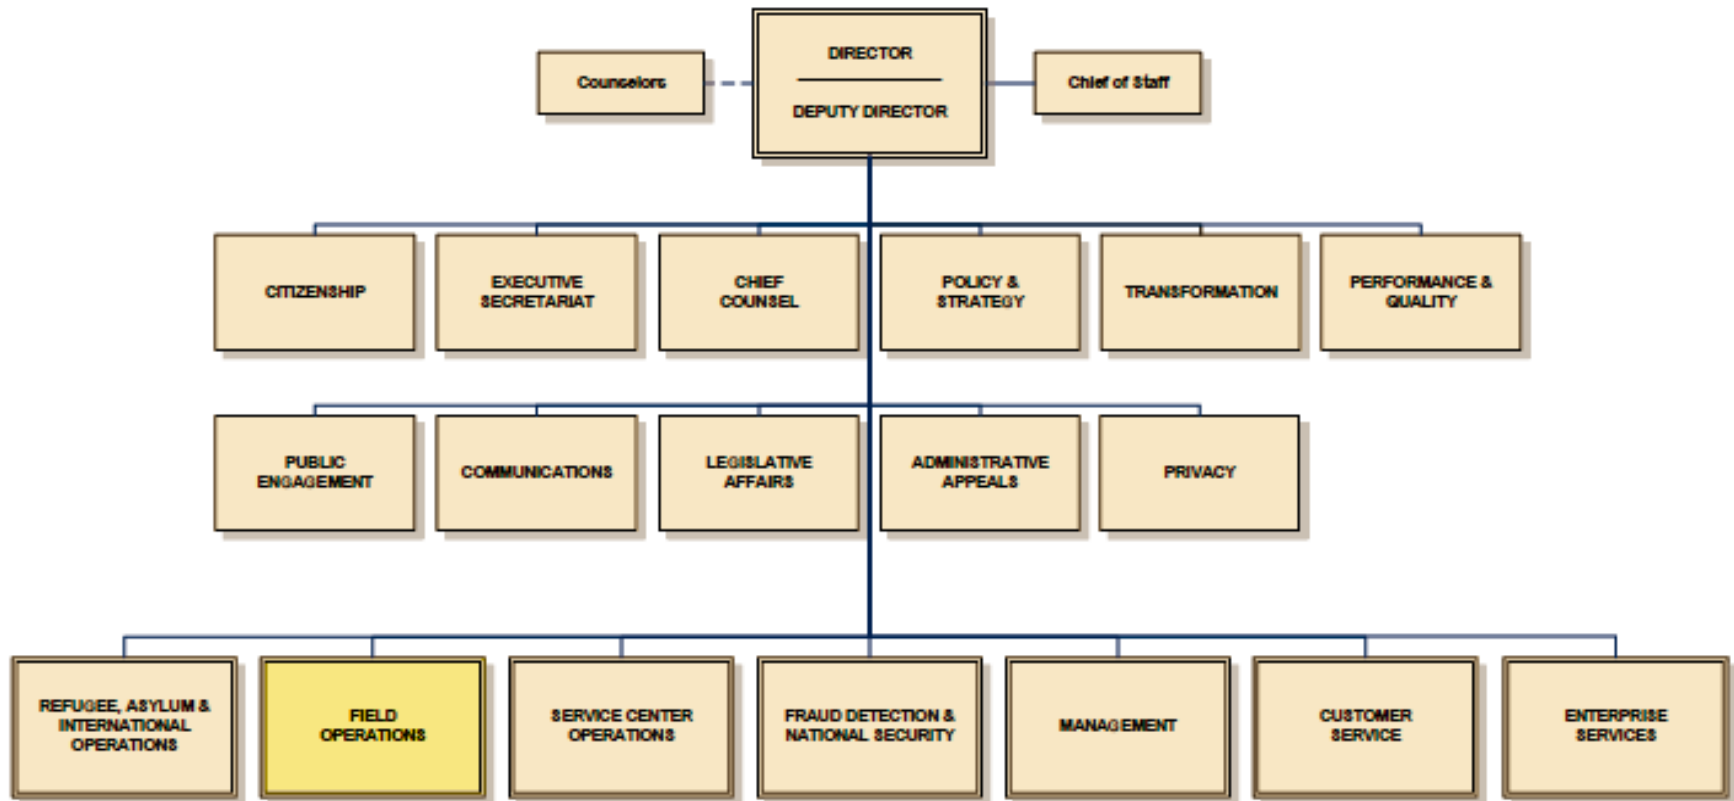 DIRECTOR
DEPUTY DIRECTOR
Counselors
Chief of Staff
CITIZENSHIP
EXECUTIVE
SECRETARIAT
CHIEF
COUNSEL
POLICY &
STRATEGY
TRANSFORMATION
PERFORMANCE &
QUALITY
PUBLIC
ENGAGEMENT
COMMUNICATIONS
LEGISLATIVE
AFFAIRS
ADMINISTRATIVE
APPEALS
PRIVACY
REFUGEE, ASYLUM &
INTERNATIONAL
OPERATIONS
FIELD
OPERATIONS
SERVICE CENTER
OPERATIONS
FRAUD DETECTION &
NATIONAL SECURITY
MANAGEMENT
CUSTOMER
SERVICE
ENTERPRISE
SERVICES